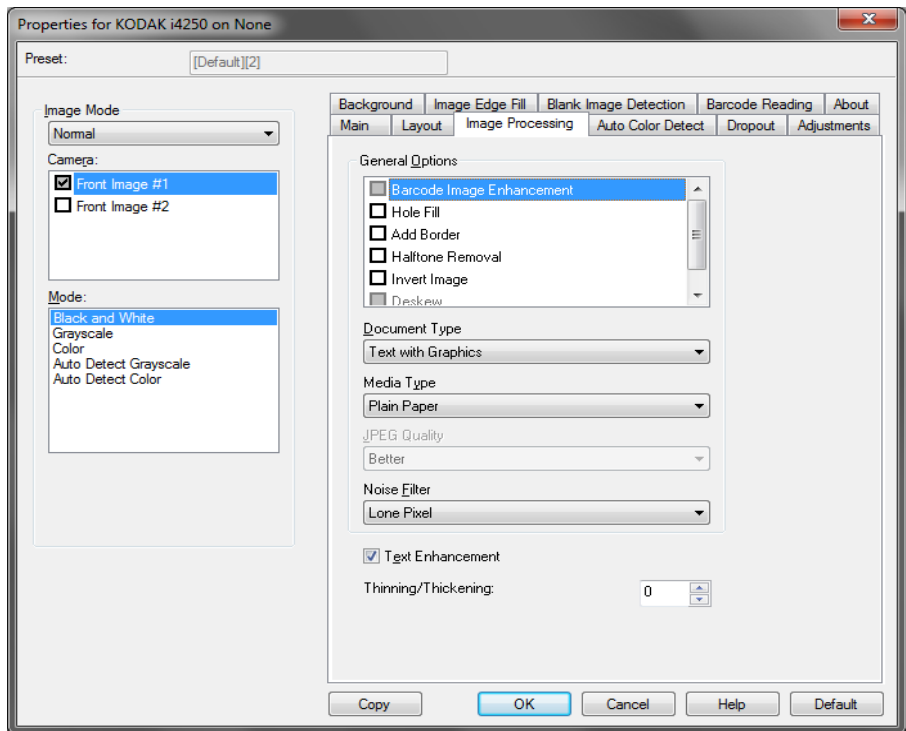 Properties for KODAK i4250 on None
Preset:
[Default][2]
Image Mode
Normal
Camera:
Front Image #1
Front Image #2
Mode:
Black and White
Grayscale
Color
Auto Detect Grayscale
Auto Detect Color
Background
Image Edge Fill
Blank Image Detection
Barcode Reading
About
Main
Layout
Image Processing
Auto Color Detect
Dropout
Adjustments
General Options
Barcode Image Enhancement
Hole Fill
Add Border
Halftone Removal
Invert Image
Deskew
Document Type
Text with Graphics
Media Type
Plain Paper
JPEG Quality
Better
Noise Filter
Lone Pixel
Text Enhancement
Thinning/Thickening:
0
Copy
OK
Cancel
Help
Default